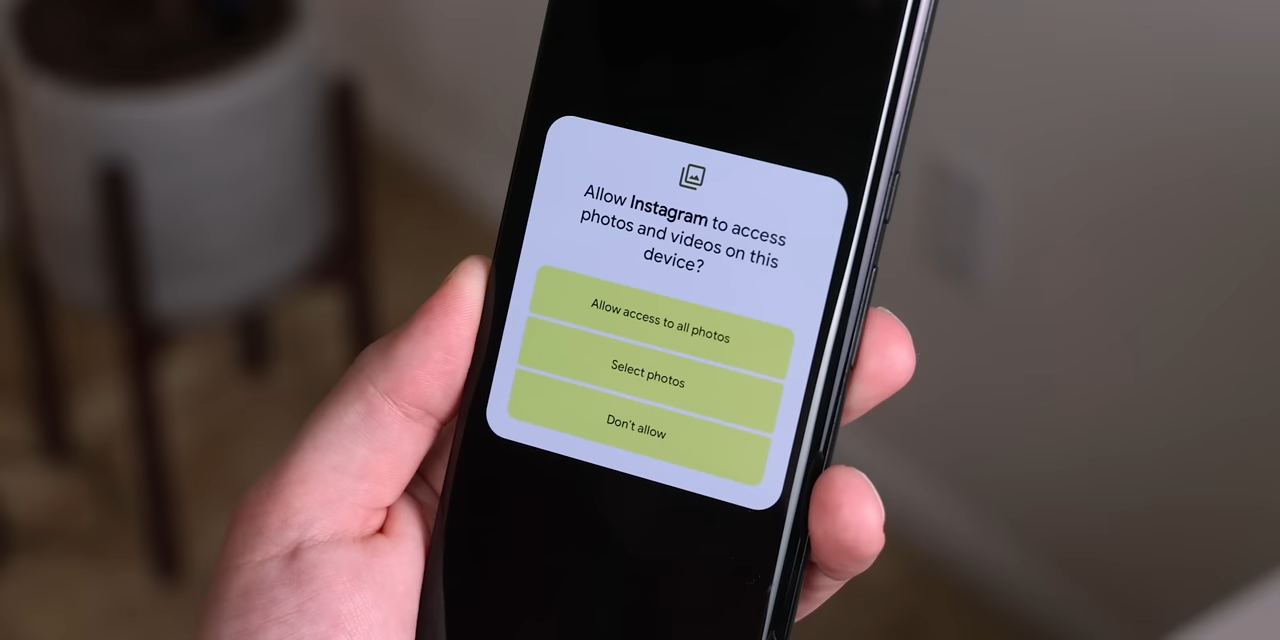 Allow Instagram to access
photos and videos on this
device?
Allow access to all photos
Select photos
Don't allow